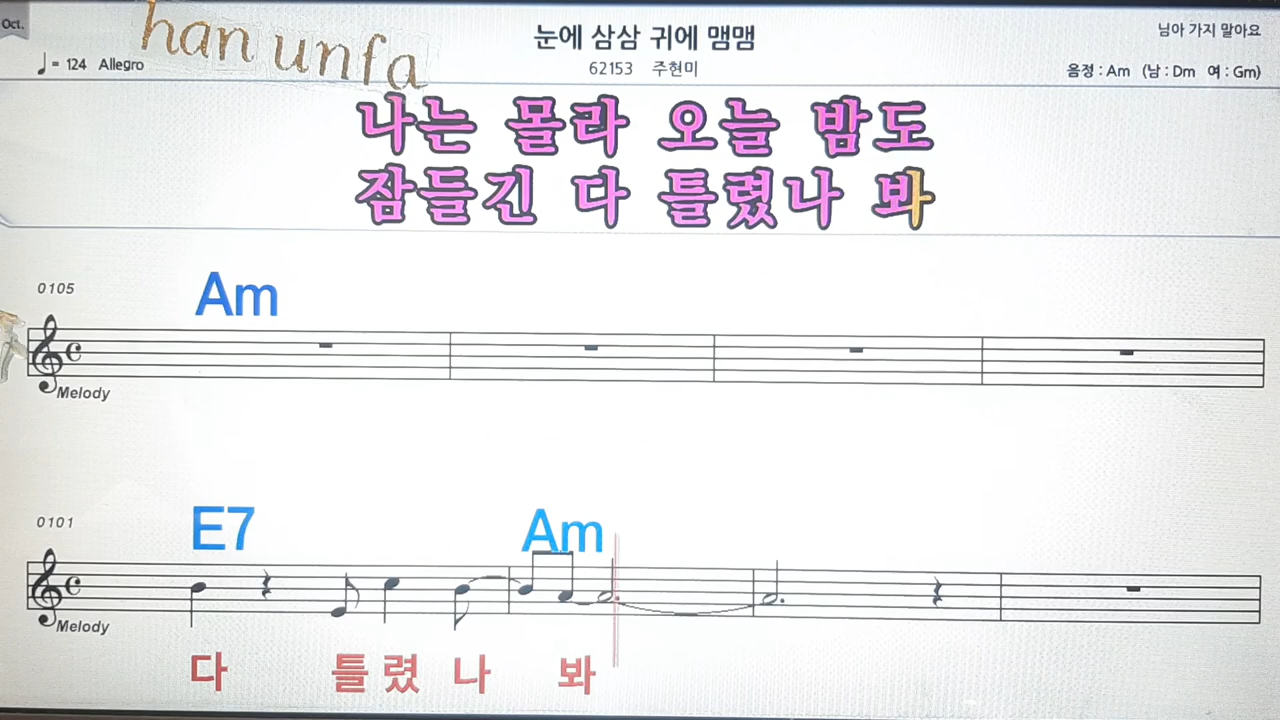 Oct.
han unfa
눈에 삼삼 귀에 맴맴
님아 가지 말아요
♩= 124 Allegro
62153 주현미
음정 : Am (남 : Dm 여 : Gm)
나는 몰라 오늘 밤도
잠들긴 다 틀렸나 봐
0105
Am
Melody
0101
E7 Am
Melody
다 틀렸나 봐